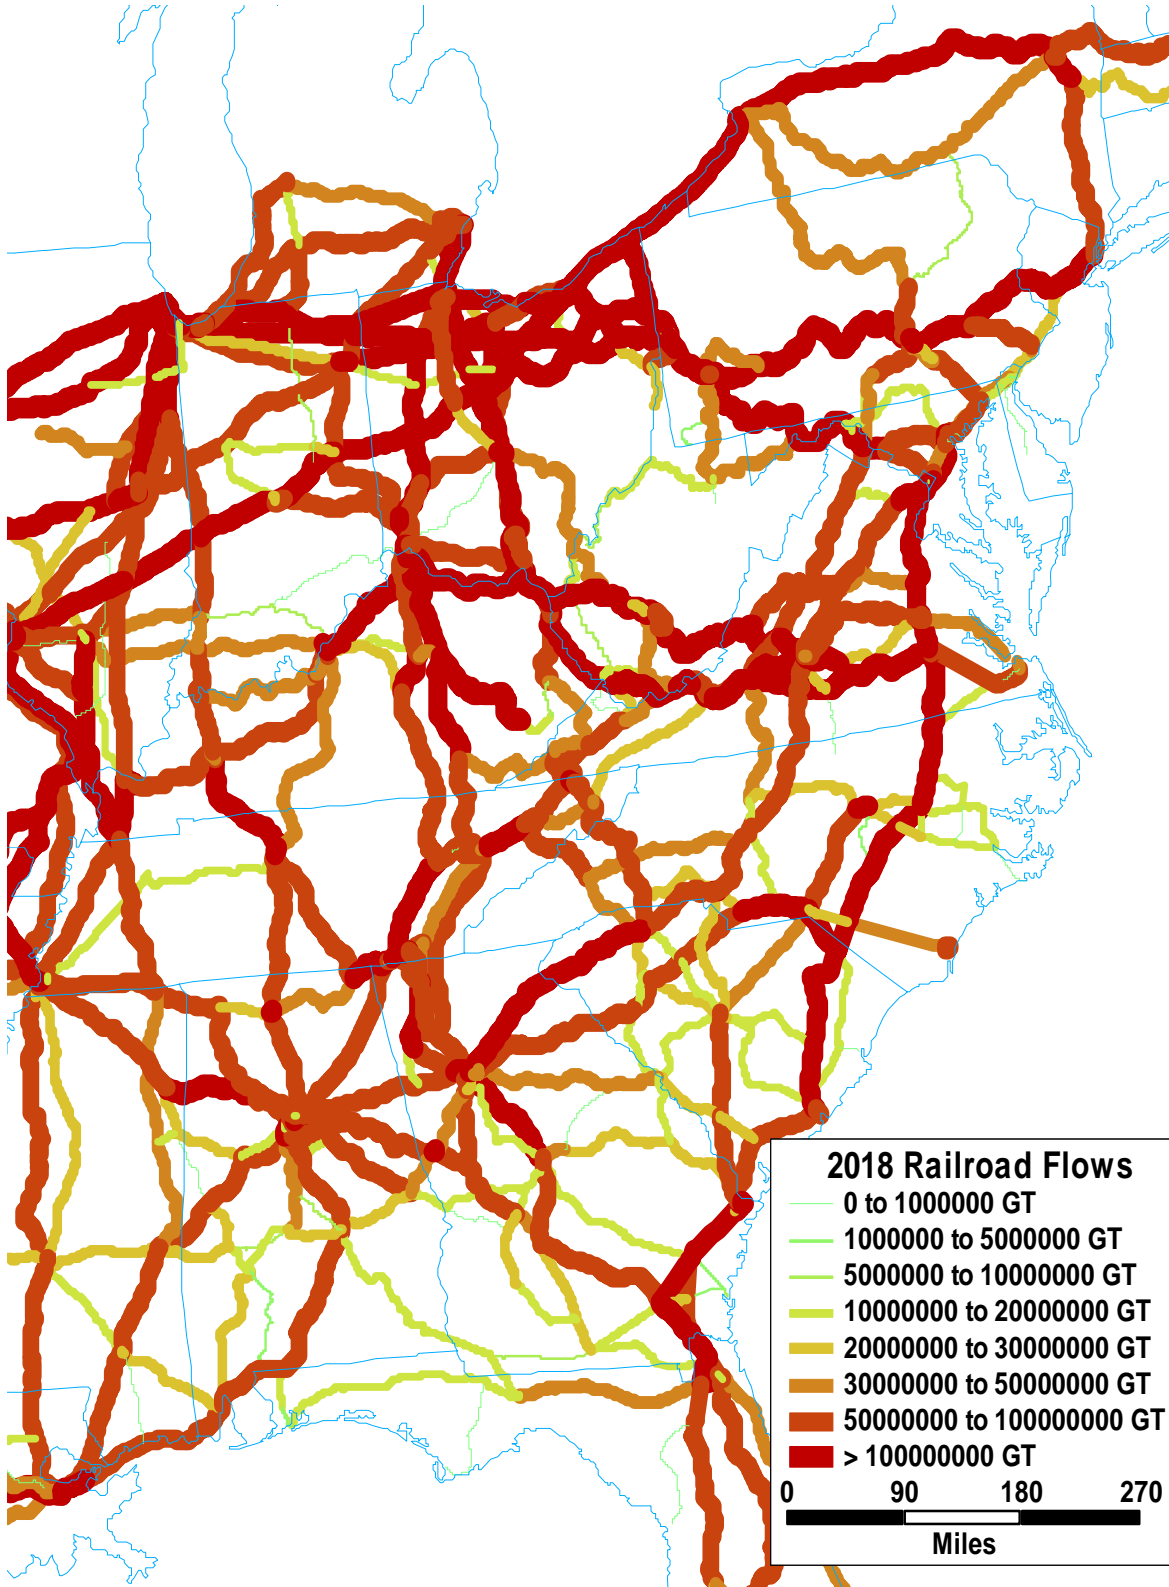 2018 Railroad Flows
0 to 1000000 GT
1000000 to 5000000 GT
5000000 to 10000000 GT
10000000 to 20000000 GT
20000000 to 30000000 GT
30000000 to 50000000 GT
50000000 to 100000000 GT
> 100000000 GT
0 90 180 270
Miles